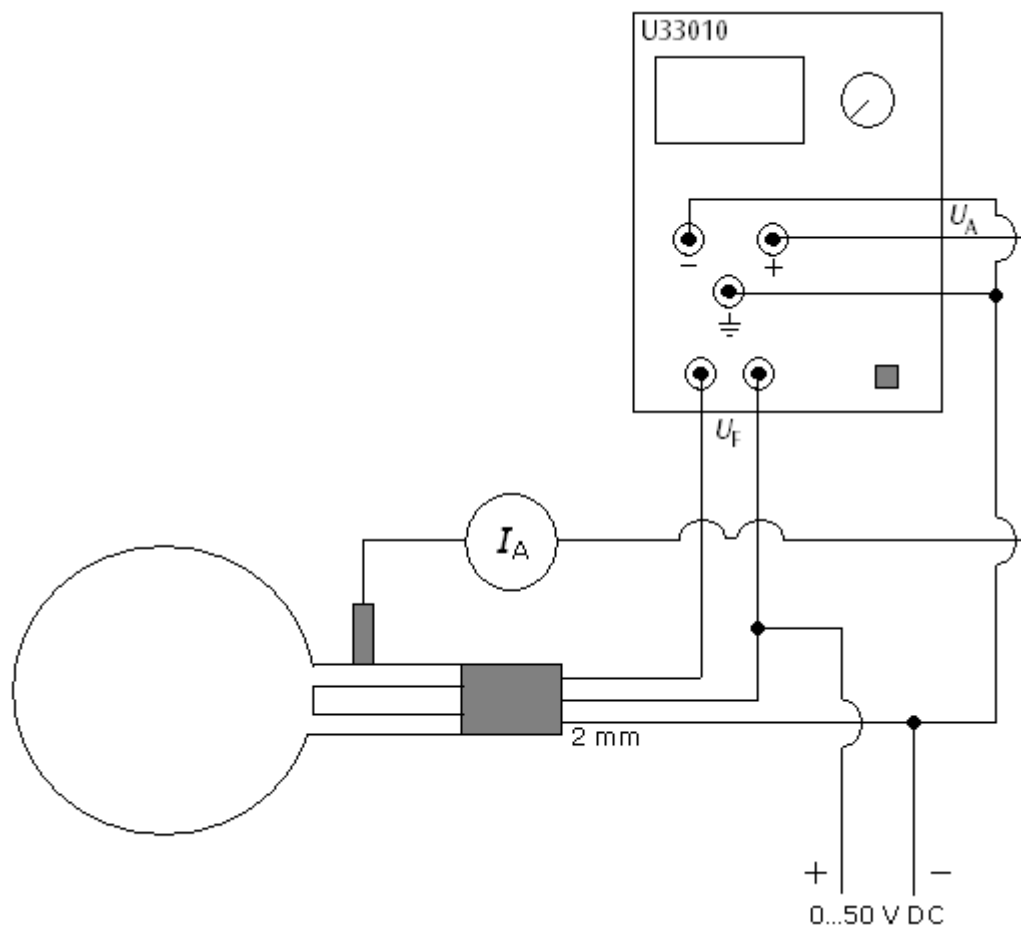 U33010
U_A
− +
U_F
I_A
2 mm
+ −
0...50 V DC